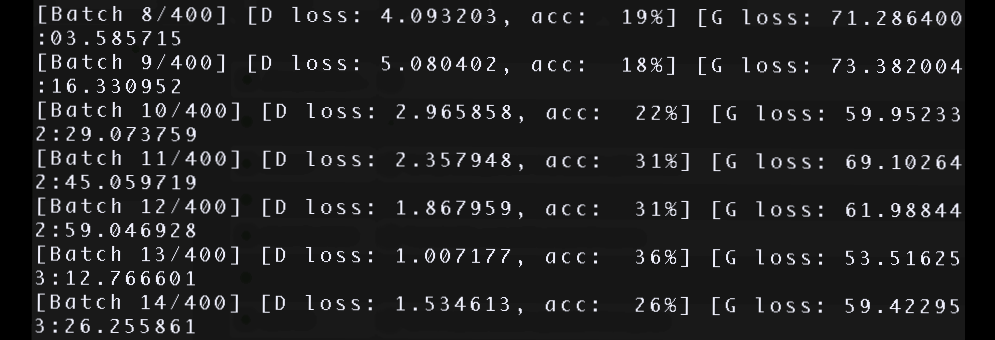 [Batch 8/400] [D loss: 4.093203, acc:  19%] [G loss: 71.286400
:03.585715
[Batch 9/400] [D loss: 5.080402, acc:  18%] [G loss: 73.382004
:16.330952
[Batch 10/400] [D loss: 2.965858, acc:  22%] [G loss: 59.95233
2:29.073759
[Batch 11/400] [D loss: 2.357948, acc:  31%] [G loss: 69.10264
2:45.059719
[Batch 12/400] [D loss: 1.867959, acc:  31%] [G loss: 61.98844
2:59.046928
[Batch 13/400] [D loss: 1.007177, acc:  36%] [G loss: 53.51625
3:12.766601
[Batch 14/400] [D loss: 1.534613, acc:  26%] [G loss: 59.42295
3:26.255861